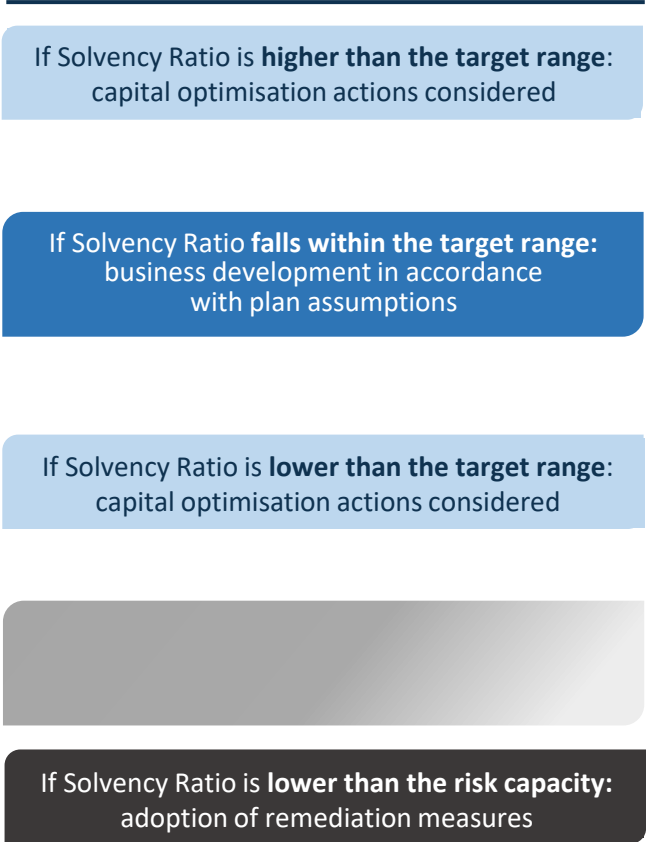 If Solvency Ratio is higher than the target range:
capital optimisation actions considered
If Solvency Ratio falls within the target range:
business development in accordance
with plan assumptions
If Solvency Ratio is lower than the target range:
capital optimisation actions considered
If Solvency Ratio is lower than the risk capacity:
adoption of remediation measures